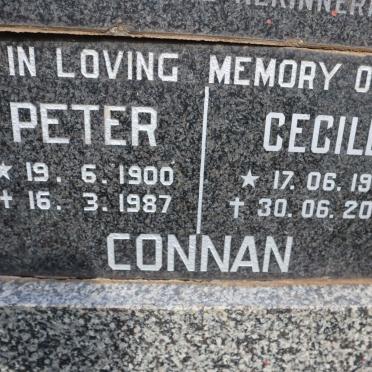 IN LOVING MEMORY O
PETER CECIL
★ 19. 6. 1900 ★ 17. 06. 19
✝ 16. 3. 1987 ✝ 30. 06. 20
CONNAN